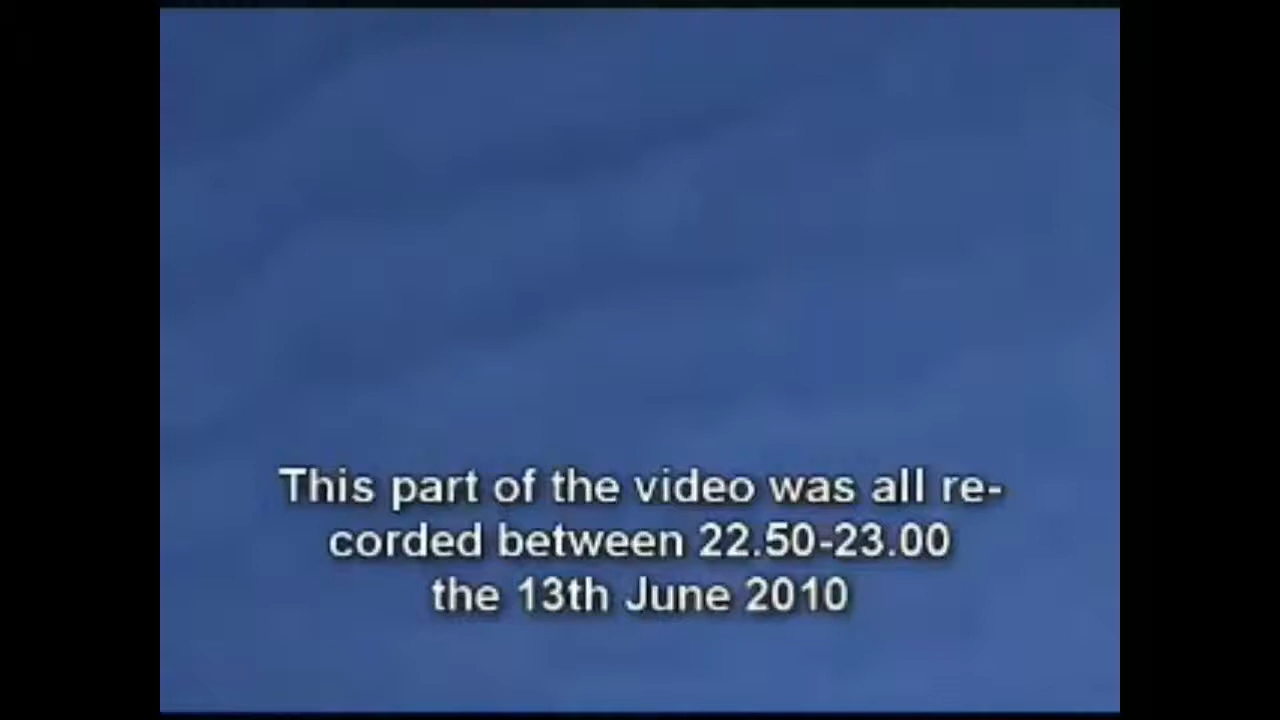 This part of the video was all re-
corded between 22.50-23.00
the 13th June 2010